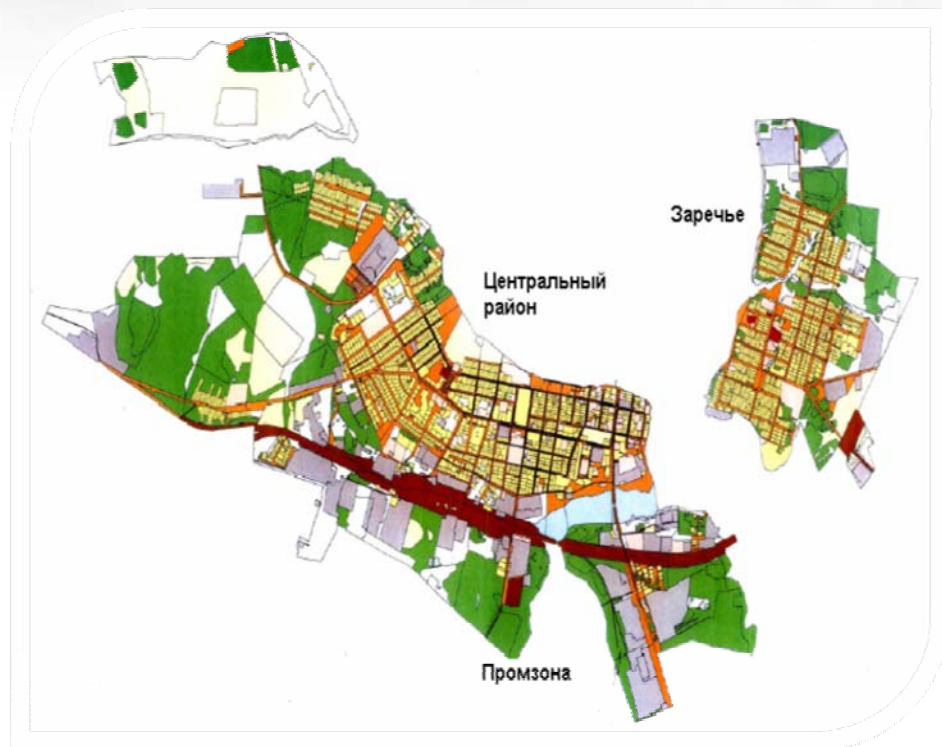 Заречье
Центральный
район
Промзона